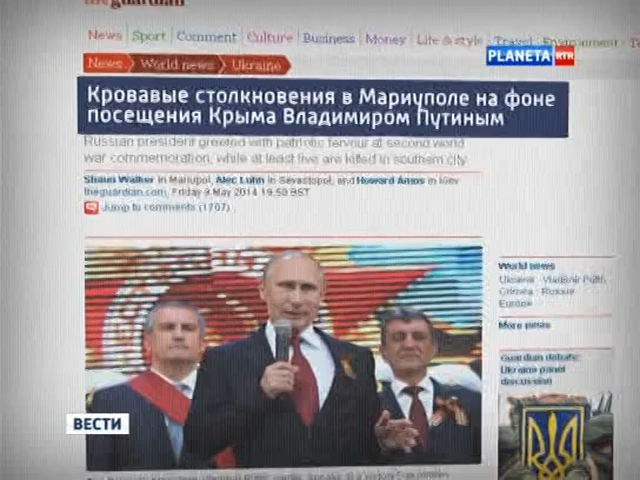 theguardian
News Sport Comment Culture Business Money Life & style Travel Environment
PLANETA RTR
News World news Ukraine
Кровавые столкновения в Мариуполе на фоне
посещения Крыма Владимиром Путиным
Russian president greeted with patriotic fervour at second world
war commemoration, while at least five are killed in southern city
Shaun Walker in Mariupol, Alec Luhn in Sevastopol, and Howard Amos in Kiev
theguardian.com, Friday 9 May 2014 19.50 BST
Jump to comments (1707)
World news
Ukraine · Vladimir Putin
Crimea · Russia
Europe
More news
Guardian debate:
Ukraine panel
discussion
ВЕСТИ